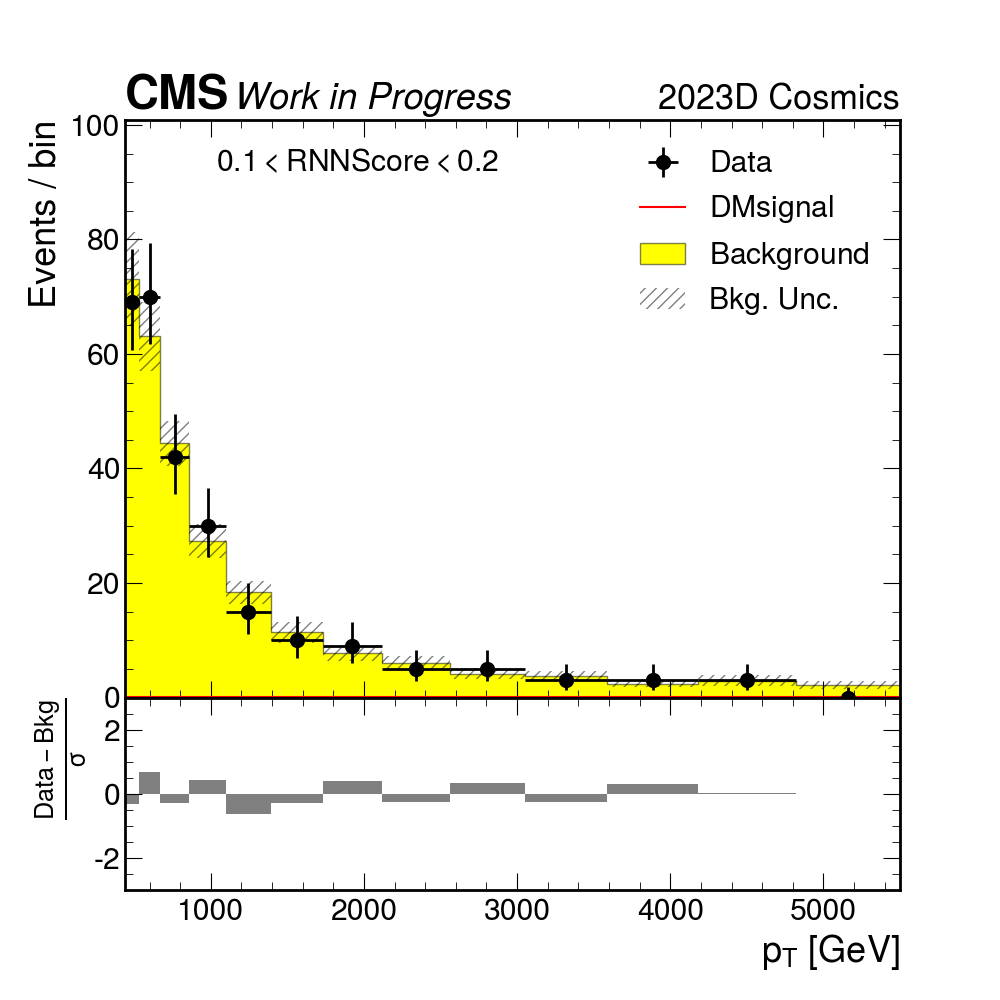 CMS Work in Progress 2023D Cosmics
Events / bin
0.1 < RNNScore < 0.2
Data
DMsignal
Background
Bkg. Unc.
100
80
60
40
20
0
Data − Bkg
σ
2
0
-2
1000 2000 3000 4000 5000
pT [GeV]